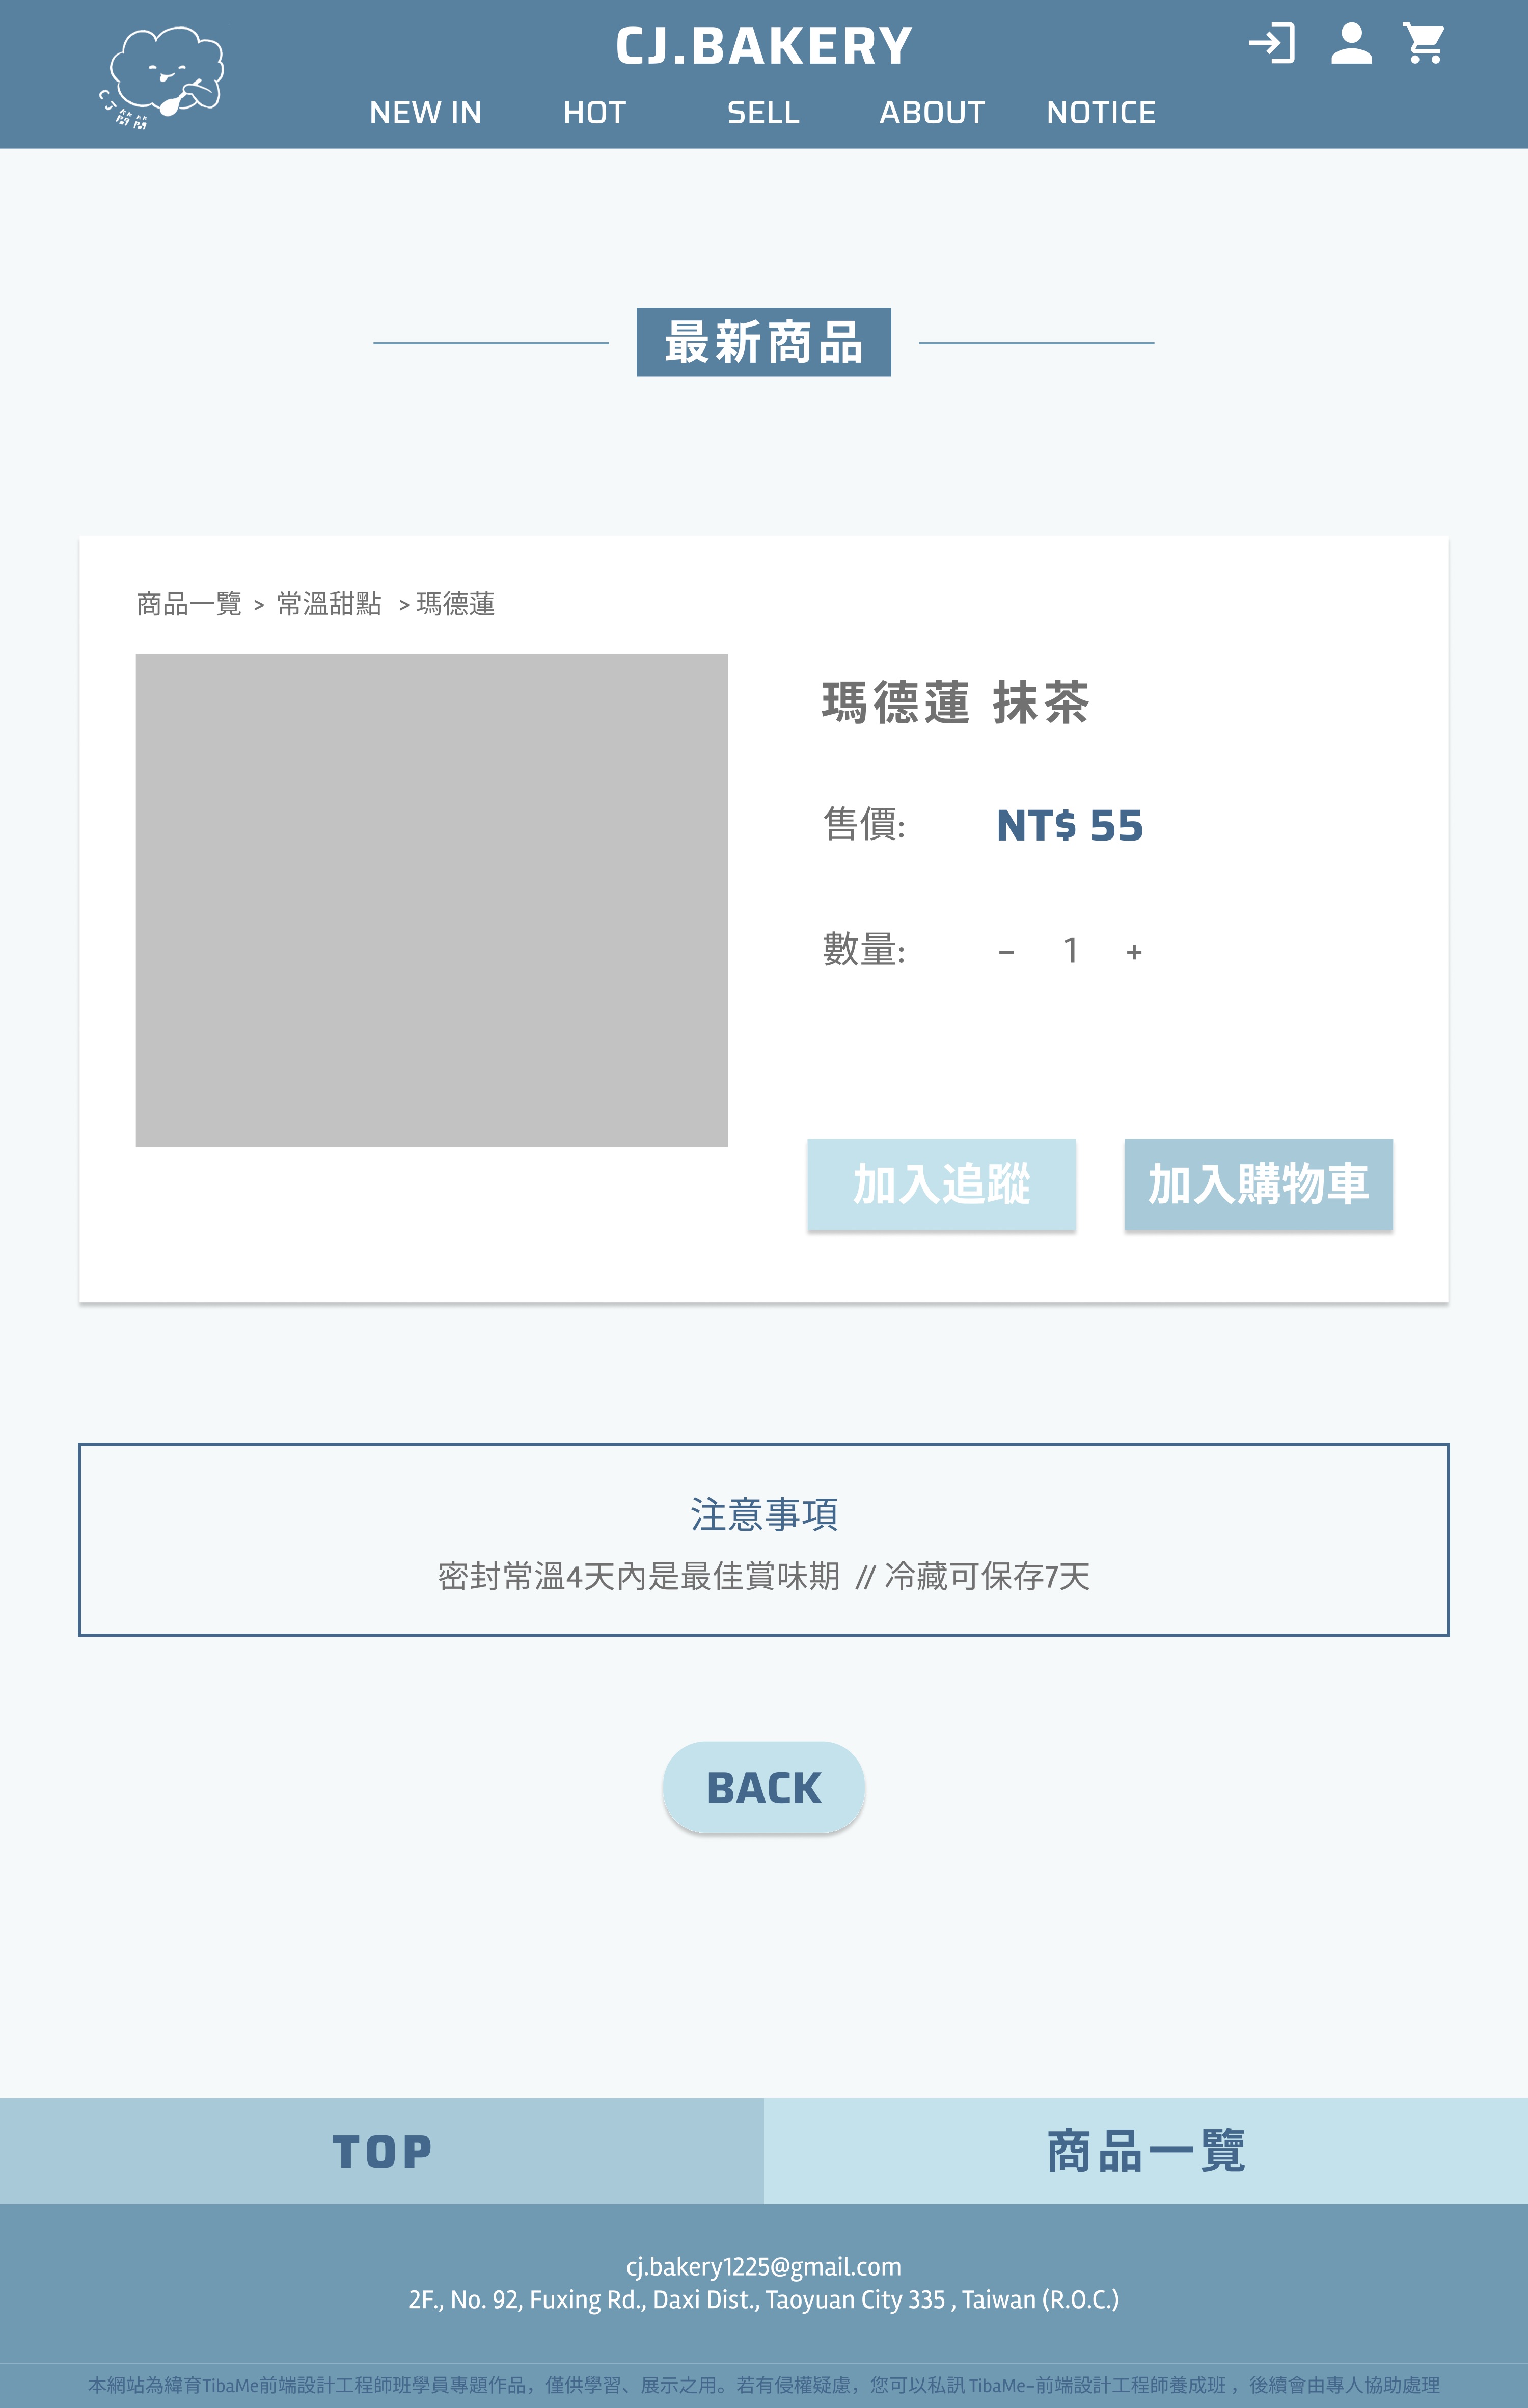 CJ.BAKERY
NEW IN HOT SELL ABOUT NOTICE
CJ
最新商品
商品一覽 > 常溫甜點 > 瑪德蓮
瑪德蓮 抹茶
售價: NT$ 55
數量: - 1 +
加入追蹤 加入購物車
注意事項
密封常溫4天內是最佳賞味期 // 冷藏可保存7天
BACK
TOP 商品一覽
cj.bakery1225@gmail.com
2F., No. 92, Fuxing Rd., Daxi Dist., Taoyuan City 335 , Taiwan (R.O.C.)
本網站為緯育TibaMe前端設計工程師班學員專題作品，僅供學習、展示之用。若有侵權疑慮，您可以私訊 TibaMe-前端設計工程師養成班 ，後續會由專人協助處理